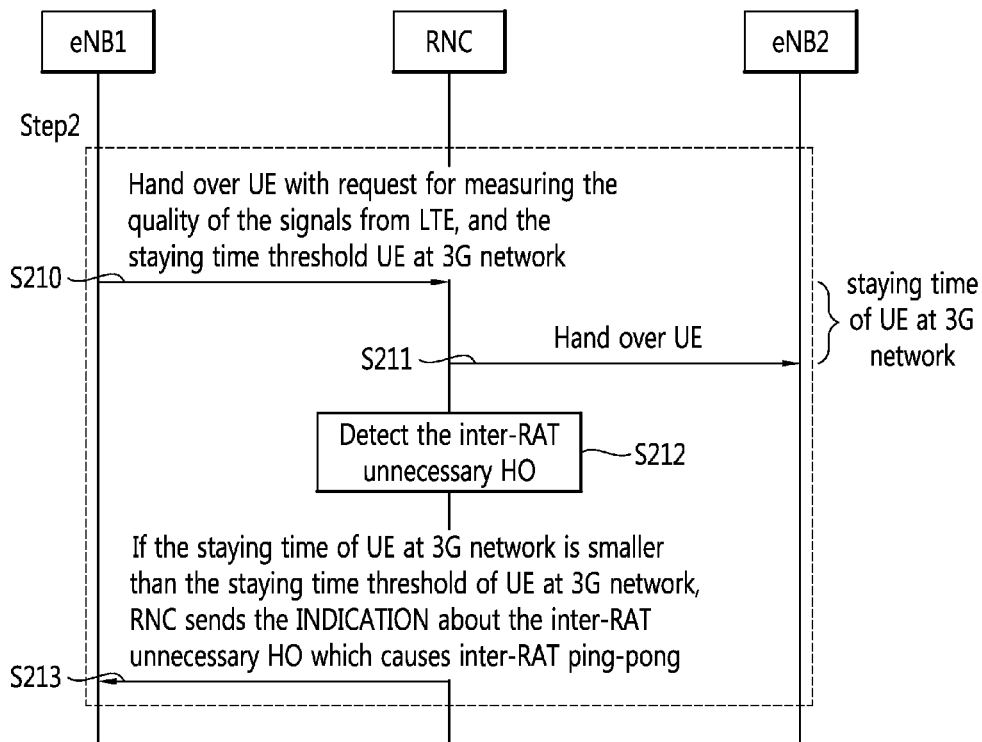 eNB1
RNC
eNB2
Step2
Hand over UE with request for measuring the
quality of the signals from LTE, and the
staying time threshold UE at 3G network
S210
staying time
of UE at 3G
network
Hand over UE
S211
Detect the inter-RAT
unnecessary HO
S212
If the staying time of UE at 3G network is smaller
than the staying time threshold of UE at 3G network,
RNC sends the INDICATION about the inter-RAT
unnecessary HO which causes inter-RAT ping-pong
S213